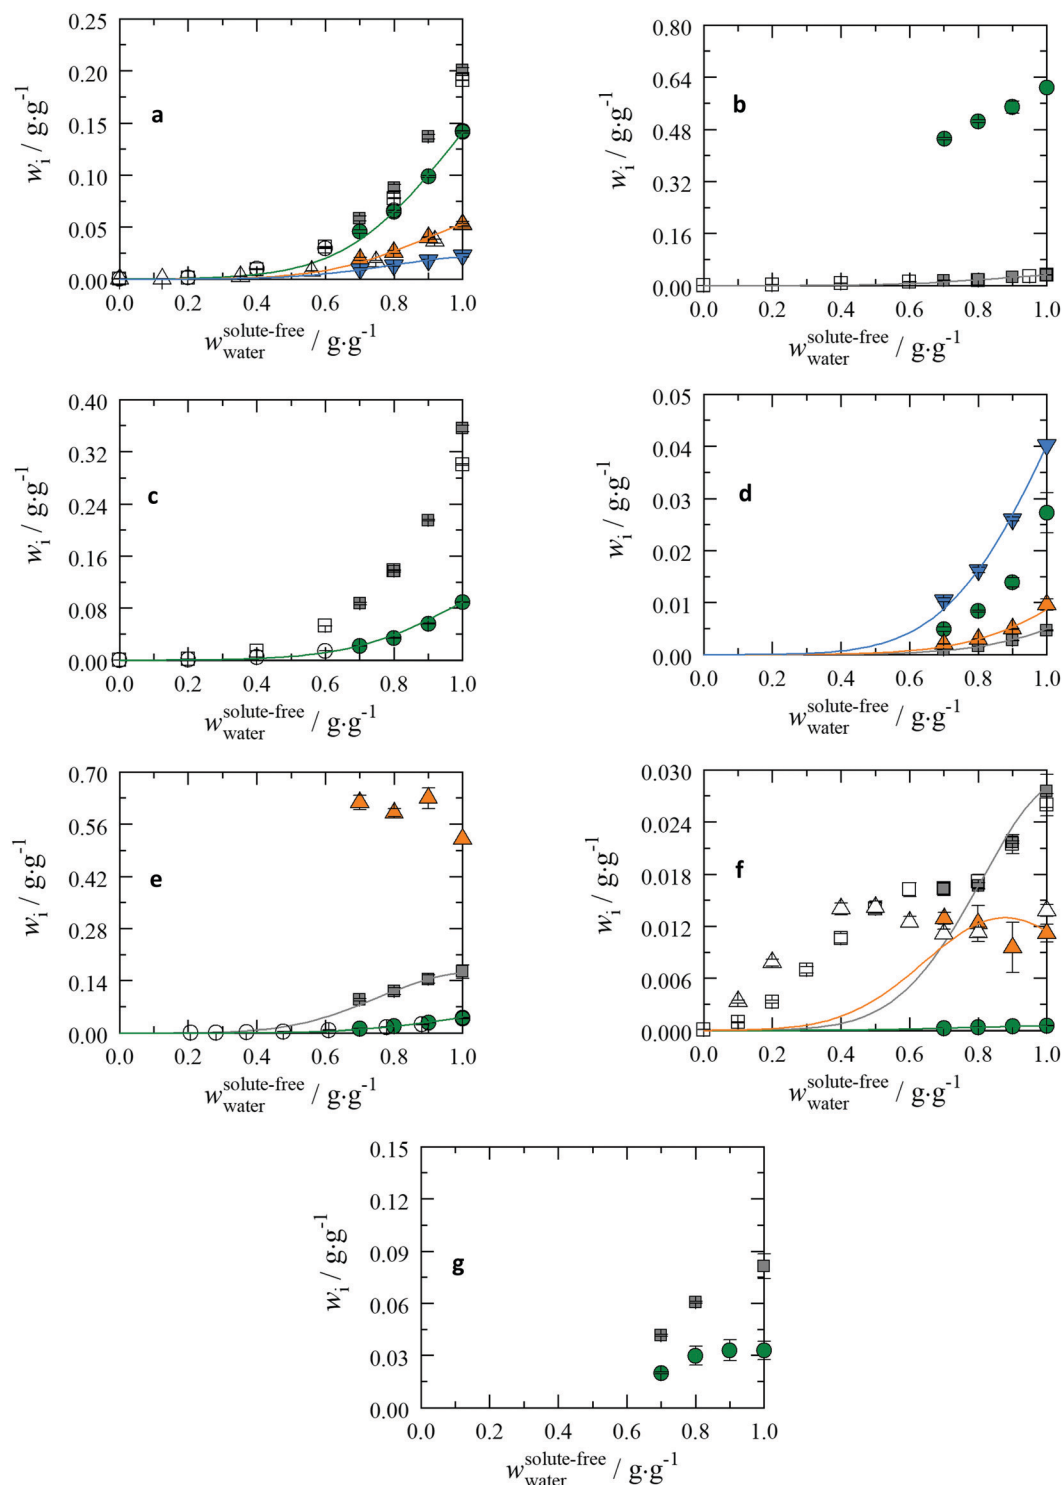 0.25
0.20
0.15
0.10
0.05
0.00
w_i / g·g⁻¹
a
0.0 0.2 0.4 0.6 0.8 1.0
w_water^solute-free / g·g⁻¹
0.80
0.64
0.48
0.32
0.16
0.00
w_i / g·g⁻¹
b
0.0 0.2 0.4 0.6 0.8 1.0
w_water^solute-free / g·g⁻¹
0.40
0.32
0.24
0.16
0.08
0.00
w_i / g·g⁻¹
c
0.0 0.2 0.4 0.6 0.8 1.0
w_water^solute-free / g·g⁻¹
0.05
0.04
0.03
0.02
0.01
0.00
w_i / g·g⁻¹
d
0.0 0.2 0.4 0.6 0.8 1.0
w_water^solute-free / g·g⁻¹
0.70
0.56
0.42
0.28
0.14
0.00
w_i / g·g⁻¹
e
0.0 0.2 0.4 0.6 0.8 1.0
w_water^solute-free / g·g⁻¹
0.030
0.024
0.018
0.012
0.006
0.000
w_i / g·g⁻¹
f
0.0 0.2 0.4 0.6 0.8 1.0
w_water^solute-free / g·g⁻¹
0.15
0.12
0.09
0.06
0.03
0.00
w_i / g·g⁻¹
g
0.0 0.2 0.4 0.6 0.8 1.0
w_water^solute-free / g·g⁻¹